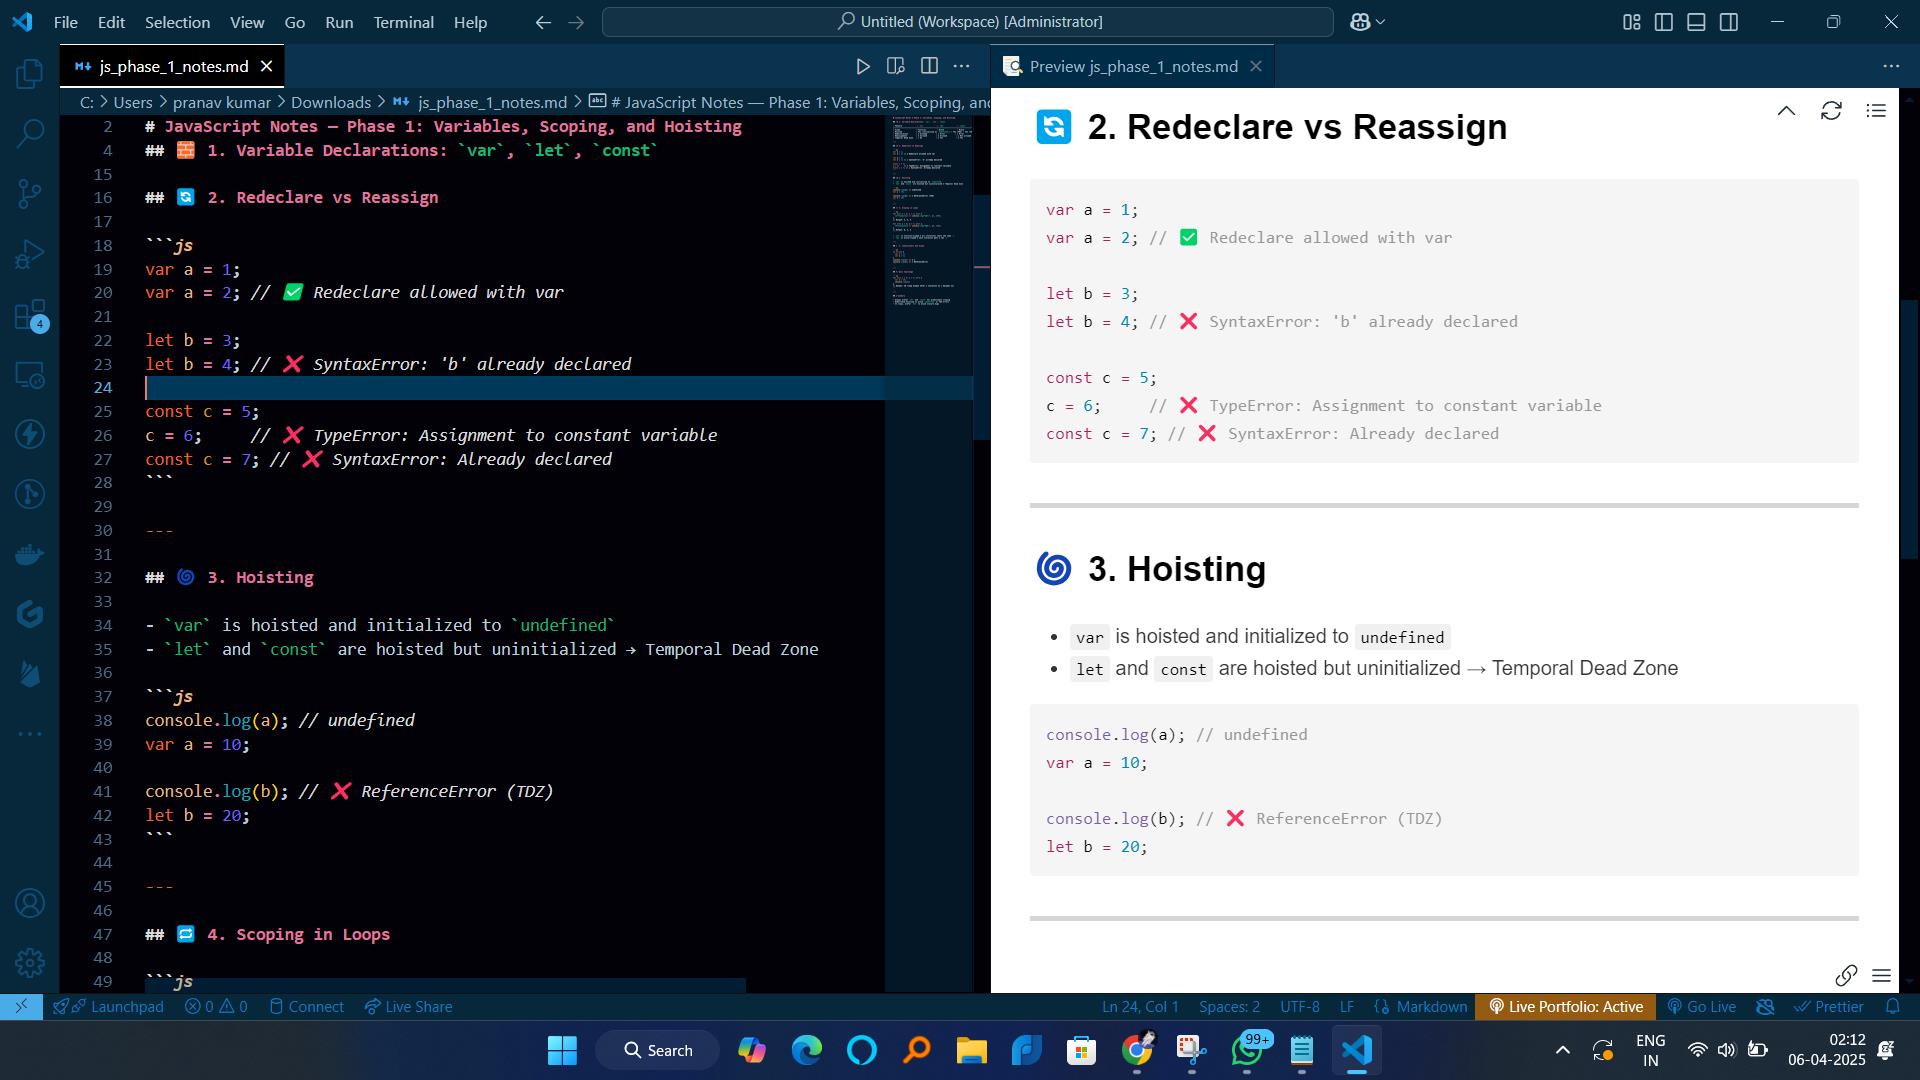 File Edit Selection View Go Run Terminal Help
Untitled (Workspace) [Administrator]
js_phase_1_notes.md
C: > Users > pranav kumar > Downloads > js_phase_1_notes.md > # JavaScript Notes — Phase 1: Variables, Scoping, and
2 # JavaScript Notes — Phase 1: Variables, Scoping, and Hoisting
4 ## 🧱 1. Variable Declarations: `var`, `let`, `const`
15
16 ## 🔄 2. Redeclare vs Reassign
17
18 ```js
19 var a = 1;
20 var a = 2; // ✅ Redeclare allowed with var
21
22 let b = 3;
23 let b = 4; // ❌ SyntaxError: 'b' already declared
24
25 const c = 5;
26 c = 6;     // ❌ TypeError: Assignment to constant variable
27 const c = 7; // ❌ SyntaxError: Already declared
28 ```
29
30 ---
31
32 ## 🌀 3. Hoisting
33
34 - `var` is hoisted and initialized to `undefined`
35 - `let` and `const` are hoisted but uninitialized → Temporal Dead Zone
36
37 ```js
38 console.log(a); // undefined
39 var a = 10;
40
41 console.log(b); // ❌ ReferenceError (TDZ)
42 let b = 20;
43 ```
44
45 ---
46
47 ## 🔁 4. Scoping in Loops
48
49 ```js
Preview js_phase_1_notes.md
🔄 2. Redeclare vs Reassign
var a = 1;
var a = 2; // ✅ Redeclare allowed with var
let b = 3;
let b = 4; // ❌ SyntaxError: 'b' already declared
const c = 5;
c = 6;     // ❌ TypeError: Assignment to constant variable
const c = 7; // ❌ SyntaxError: Already declared
🌀 3. Hoisting
• var is hoisted and initialized to undefined
• let and const are hoisted but uninitialized → Temporal Dead Zone
console.log(a); // undefined
var a = 10;
console.log(b); // ❌ ReferenceError (TDZ)
let b = 20;
4
Launchpad 0 0 Connect Live Share Ln 24, Col 1 Spaces: 2 UTF-8 LF Markdown Live Portfolio: Active Go Live Prettier
Search 99+ ENG IN 02:12 06-04-2025